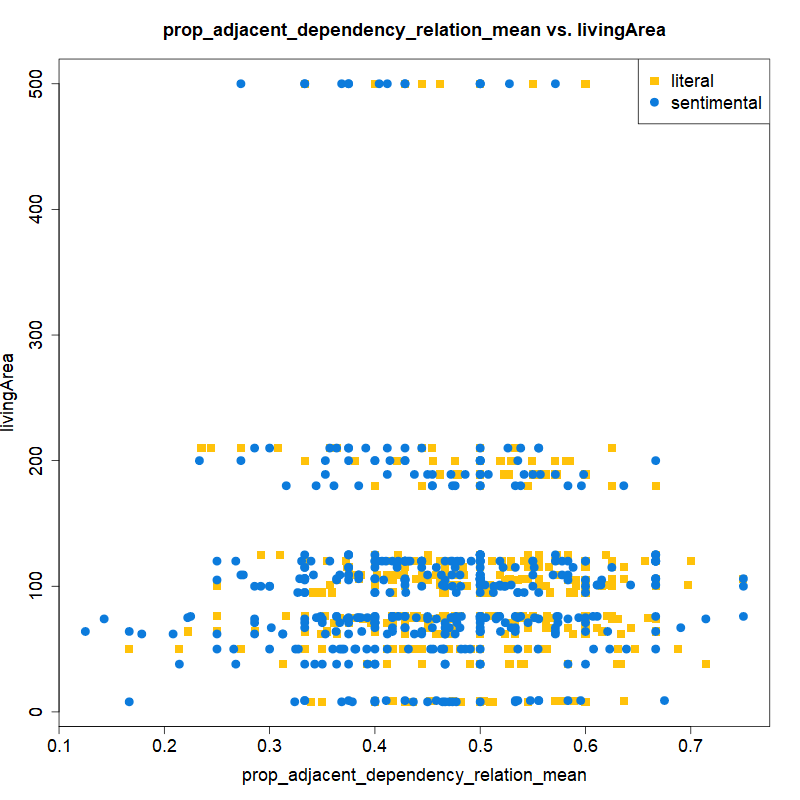 prop_adjacent_dependency_relation_mean vs. livingArea
literal
sentimental
500
400
300
200
100
0
livingArea
0.1 0.2 0.3 0.4 0.5 0.6 0.7
prop_adjacent_dependency_relation_mean